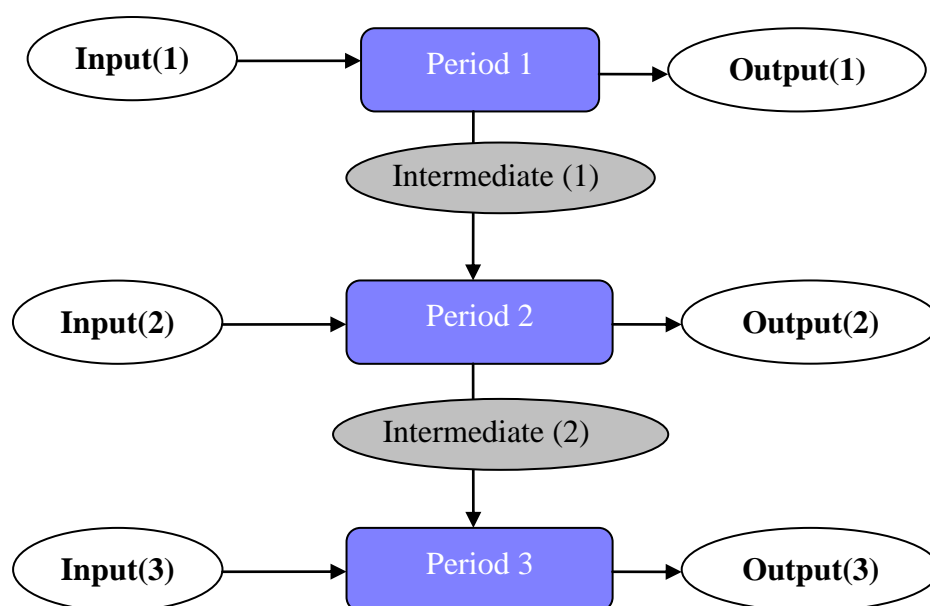 Input(1)
Period 1
Output(1)
Intermediate (1)
Input(2)
Period 2
Output(2)
Intermediate (2)
Input(3)
Period 3
Output(3)